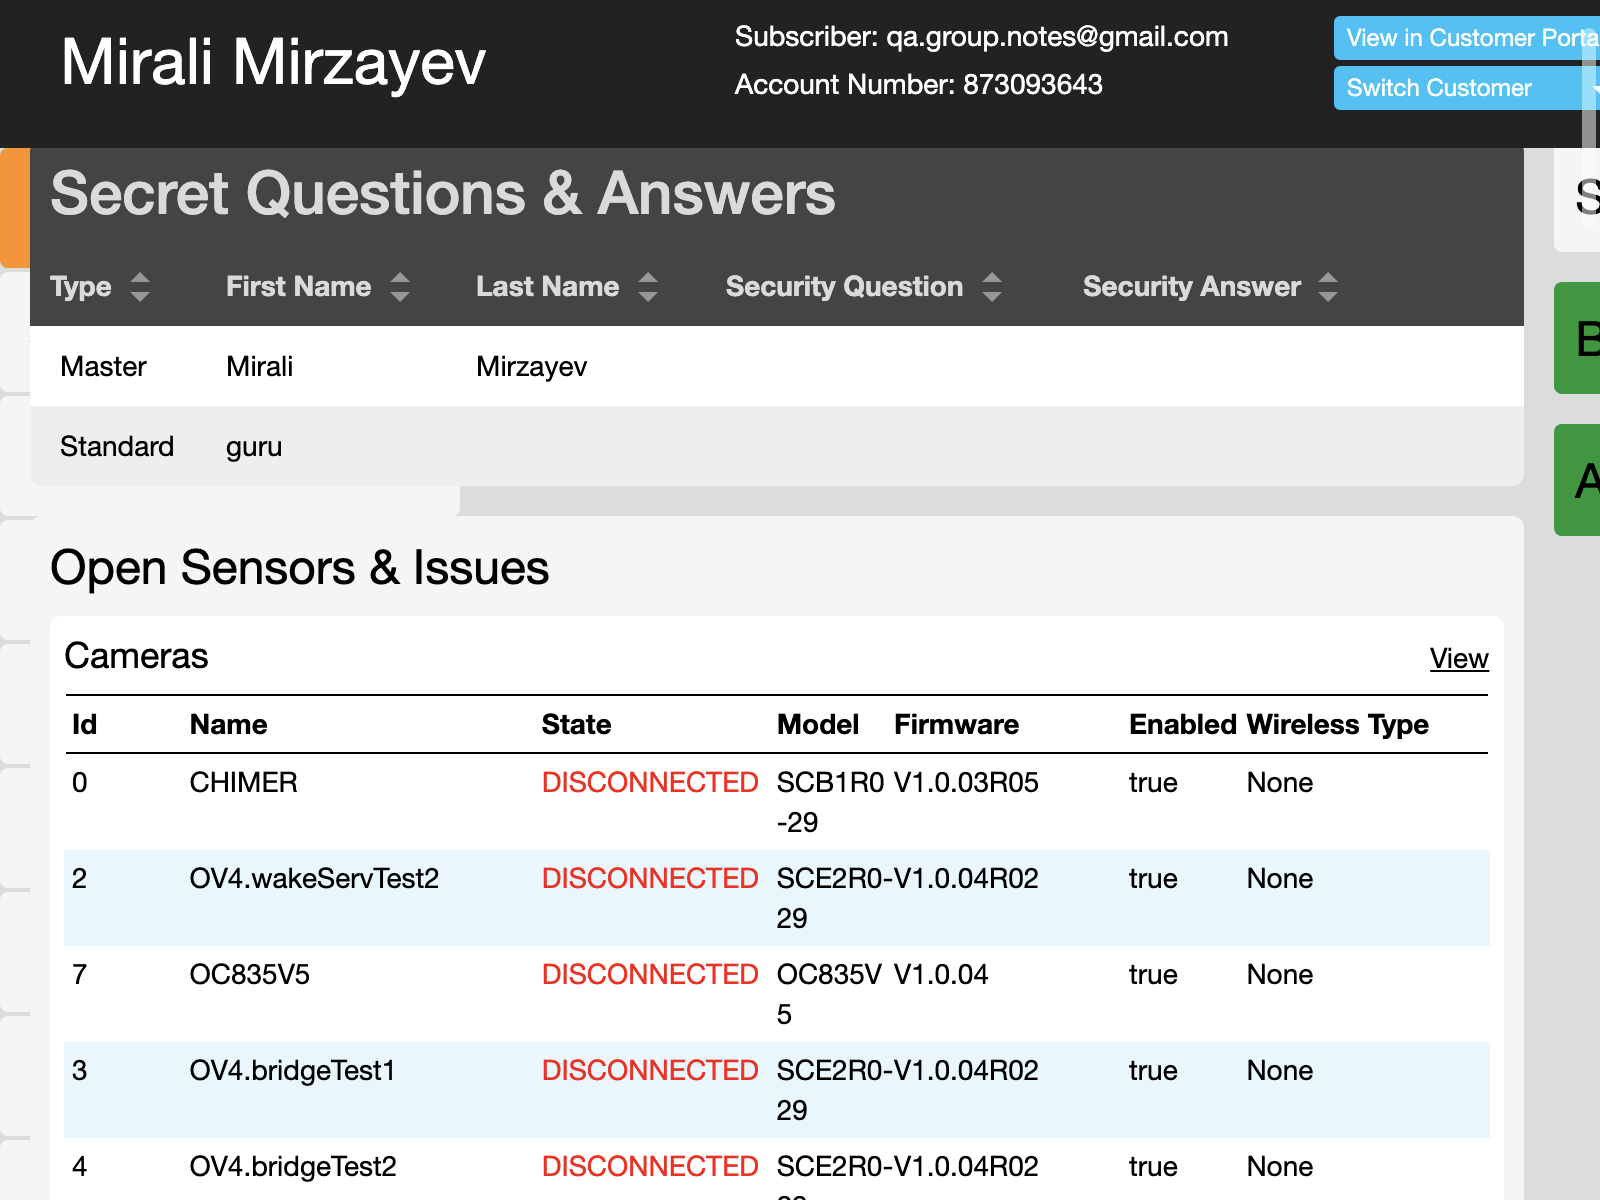 Mirali Mirzayev
Subscriber: qa.group.notes@gmail.com
Account Number: 873093643
View in Customer Porta
Switch Customer
Secret Questions & Answers
Type First Name Last Name Security Question Security Answer
Master Mirali Mirzayev
Standard guru
S
B
A
Open Sensors & Issues
Cameras View
Id Name State Model Firmware Enabled Wireless Type
0 CHIMER DISCONNECTED SCB1R0 V1.0.03R05 true None
-29
2 OV4.wakeServTest2 DISCONNECTED SCE2R0- V1.0.04R02 true None
29
7 OC835V5 DISCONNECTED OC835V V1.0.04 true None
5
3 OV4.bridgeTest1 DISCONNECTED SCE2R0- V1.0.04R02 true None
29
4 OV4.bridgeTest2 DISCONNECTED SCE2R0- V1.0.04R02 true None